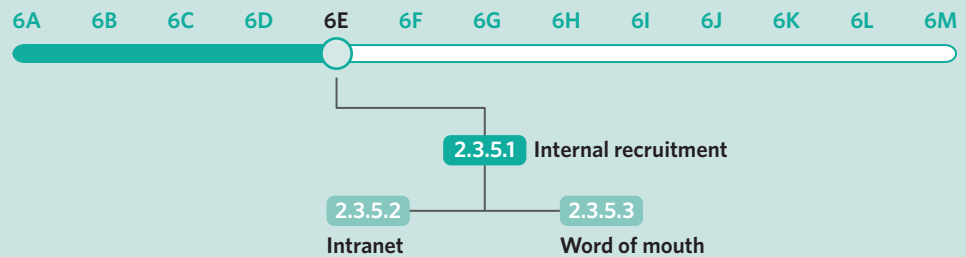 6A 6B 6C 6D 6E 6F 6G 6H 6I 6J 6K 6L 6M
2.3.5.1 Internal recruitment
2.3.5.2 2.3.5.3
Intranet Word of mouth